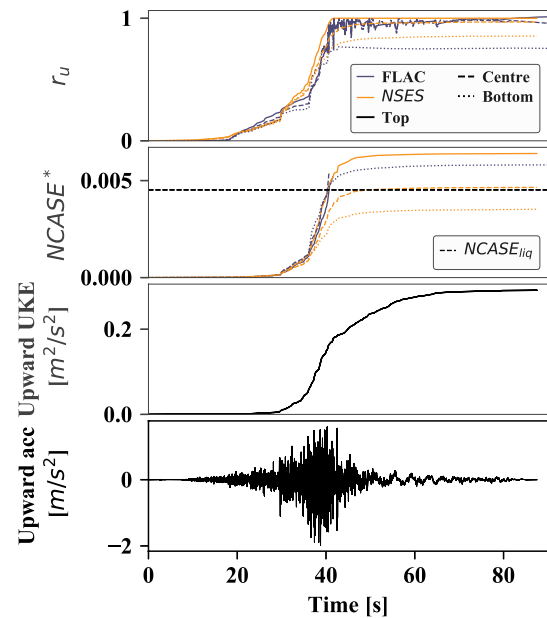 1
r_u
0
FLAC
NSES
Top
Centre
Bottom
0.005
NCASE*
0.000
NCASE_liq
Upward UKE
[m²/s²]
0.2
0.0
Upward acc
[m/s²]
0
−2
0 20 40 60 80
Time [s]